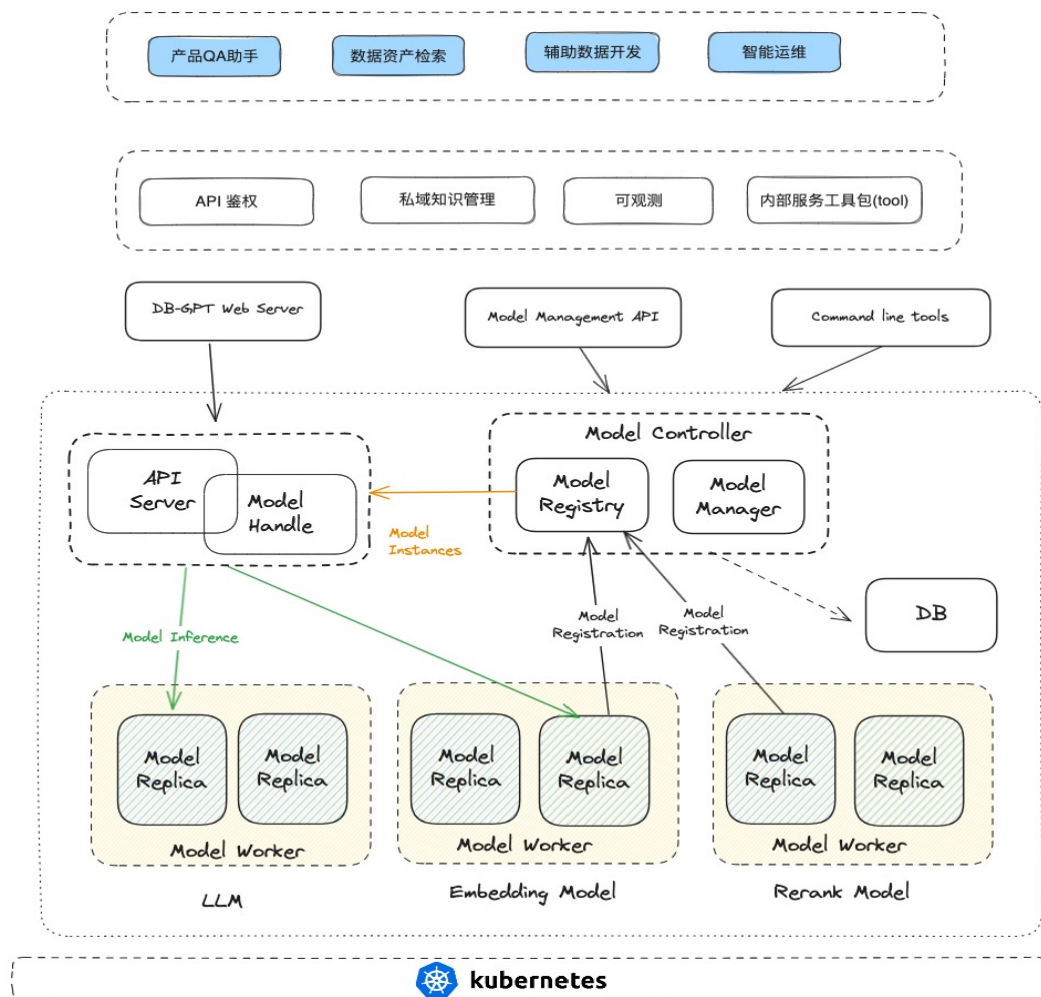 产品QA助手
数据资产检索
辅助数据开发
智能运维
API 鉴权
私域知识管理
可观测
内部服务工具包(tool)
DB-GPT Web Server
Model Management API
Command line tools
Model Controller
API
Server
Model
Handle
Model
Registry
Model
Manager
Model
Instances
DB
Model Inference
Model
Registration
Model
Registration
Model
Replica
Model
Replica
Model Worker
LLM
Model
Replica
Model
Replica
Model Worker
Embedding Model
Model
Replica
Model
Replica
Model Worker
Rerank Model
kubernetes